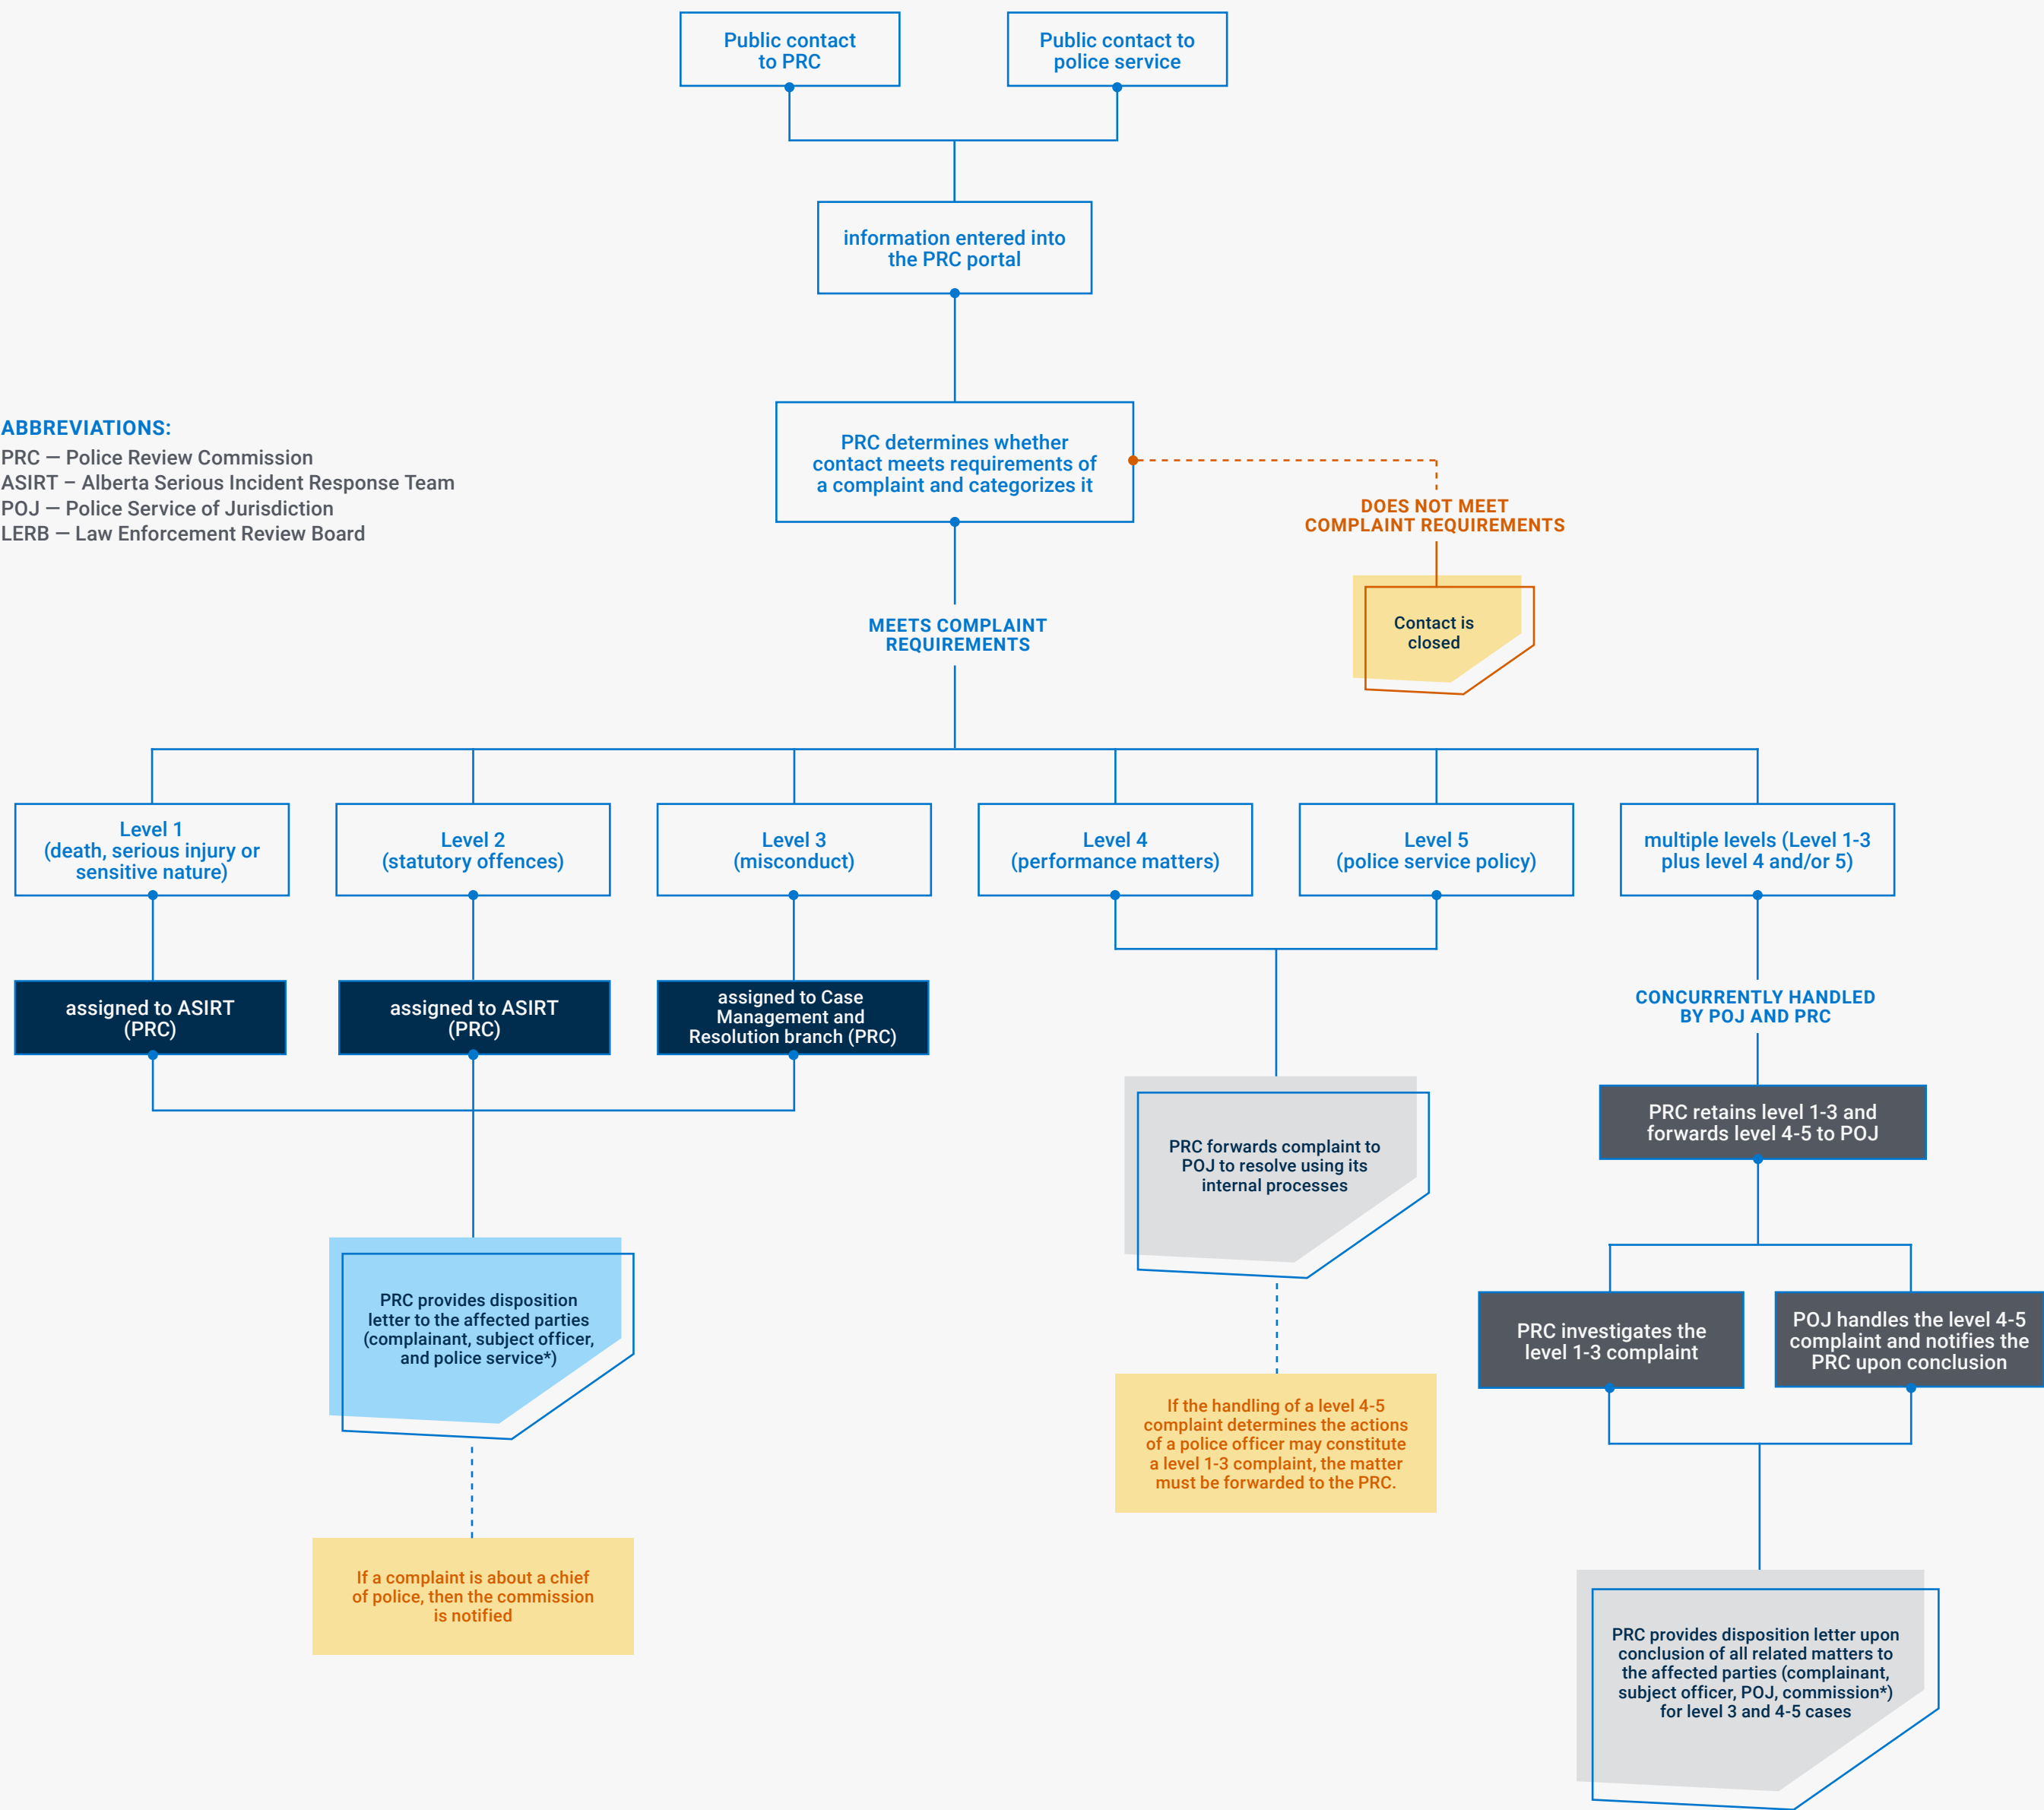 Public contact
to PRC
Public contact to
police service
information entered into
the PRC portal
ABBREVIATIONS:
PRC — Police Review Commission
ASIRT – Alberta Serious Incident Response Team
POJ — Police Service of Jurisdiction
LERB — Law Enforcement Review Board
PRC determines whether
contact meets requirements of
a complaint and categorizes it
DOES NOT MEET
COMPLAINT REQUIREMENTS
Contact is
closed
MEETS COMPLAINT
REQUIREMENTS
Level 1
(death, serious injury or
sensitive nature)
Level 2
(statutory offences)
Level 3
(misconduct)
Level 4
(performance matters)
Level 5
(police service policy)
multiple levels (Level 1-3
plus level 4 and/or 5)
assigned to ASIRT
(PRC)
assigned to ASIRT
(PRC)
assigned to Case
Management and
Resolution branch (PRC)
CONCURRENTLY HANDLED
BY POJ AND PRC
PRC forwards complaint to
POJ to resolve using its
internal processes
PRC retains level 1-3 and
forwards level 4-5 to POJ
PRC provides disposition
letter to the affected parties
(complainant, subject officer,
and police service*)
PRC investigates the
level 1-3 complaint
POJ handles the level 4-5
complaint and notifies the
PRC upon conclusion
If the handling of a level 4-5
complaint determines the actions
of a police officer may constitute
a level 1-3 complaint, the matter
must be forwarded to the PRC.
If a complaint is about a chief
of police, then the commission
is notified
PRC provides disposition letter upon
conclusion of all related matters to
the affected parties (complainant,
subject officer, POJ, commission*)
for level 3 and 4-5 cases